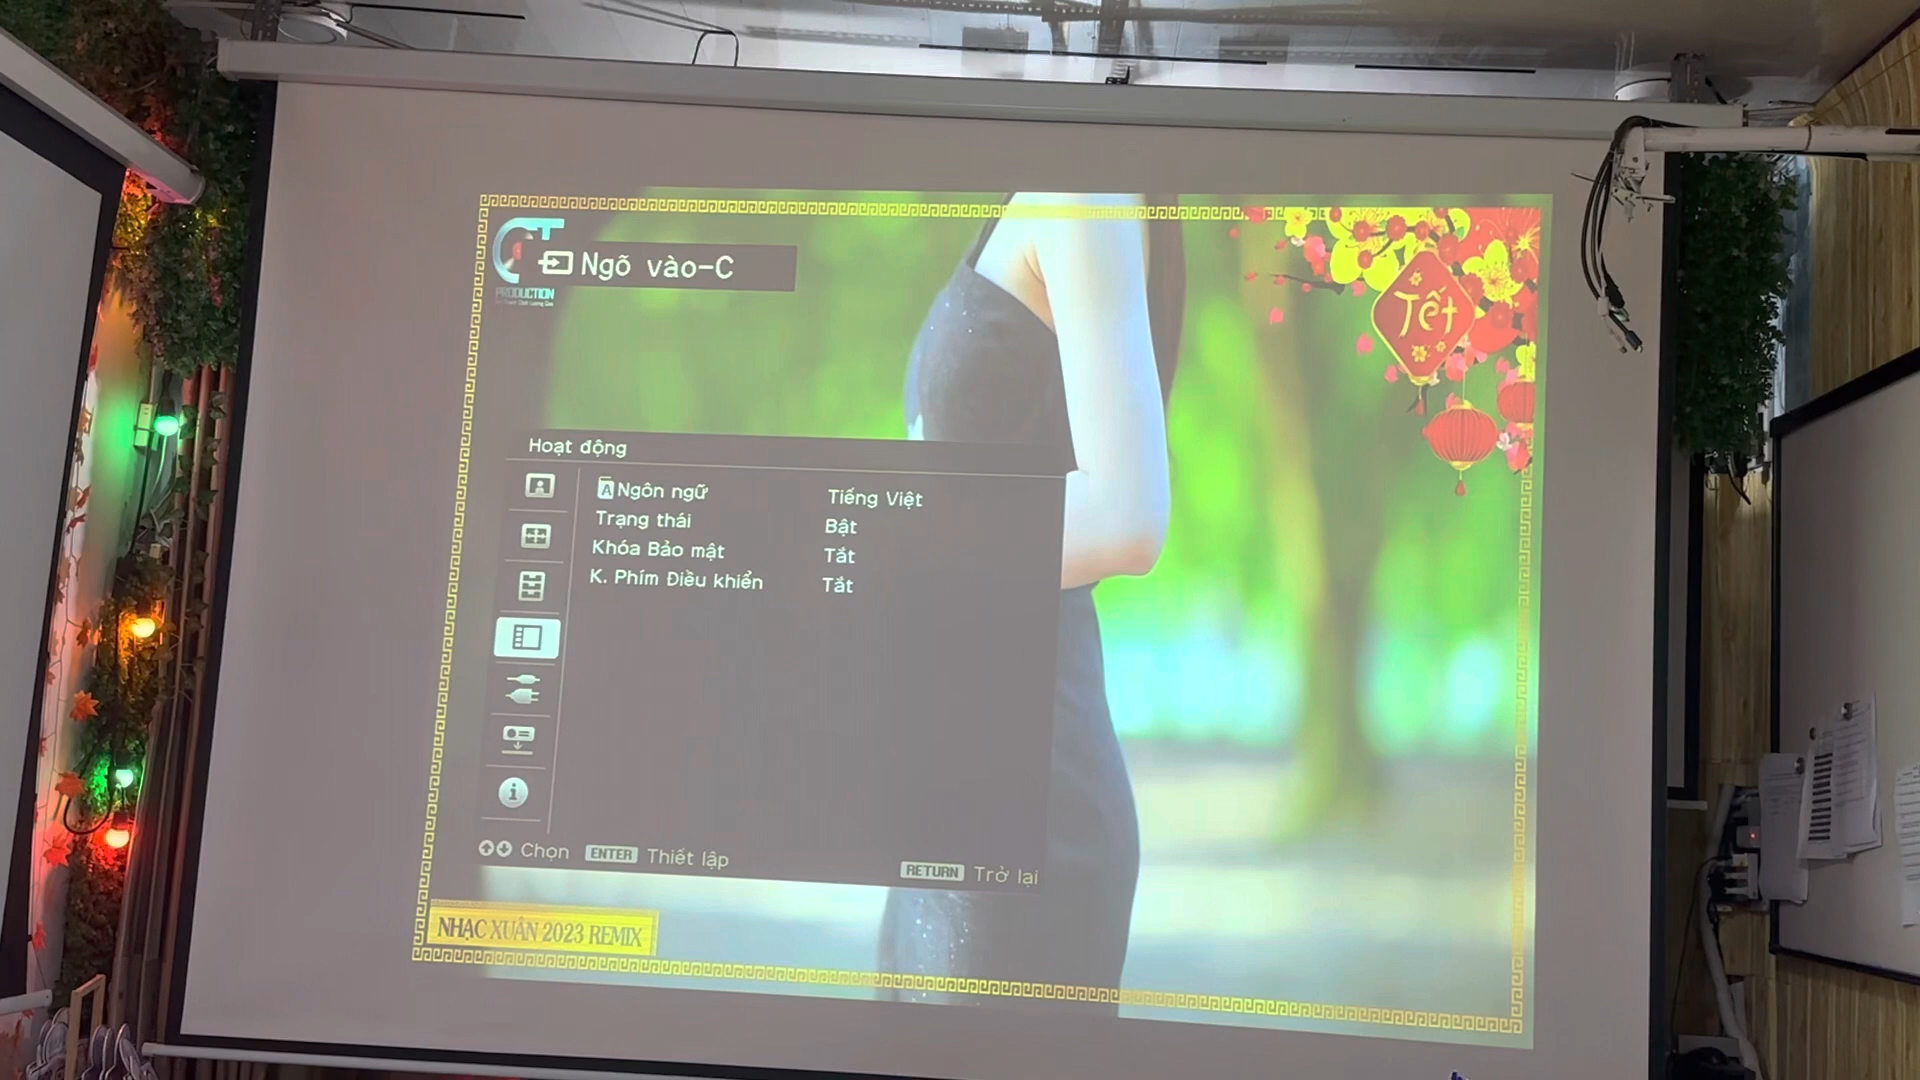 PRODUCTION
Ngõ vào-C
Tết
Hoạt động
Ngôn ngữ Tiếng Việt
Trạng thái Bật
Khóa Bảo mật Tắt
K. Phím Điều khiển Tắt
Chọn ENTER Thiết lập RETURN Trở lại
NHẠC XUÂN 2023 REMIX